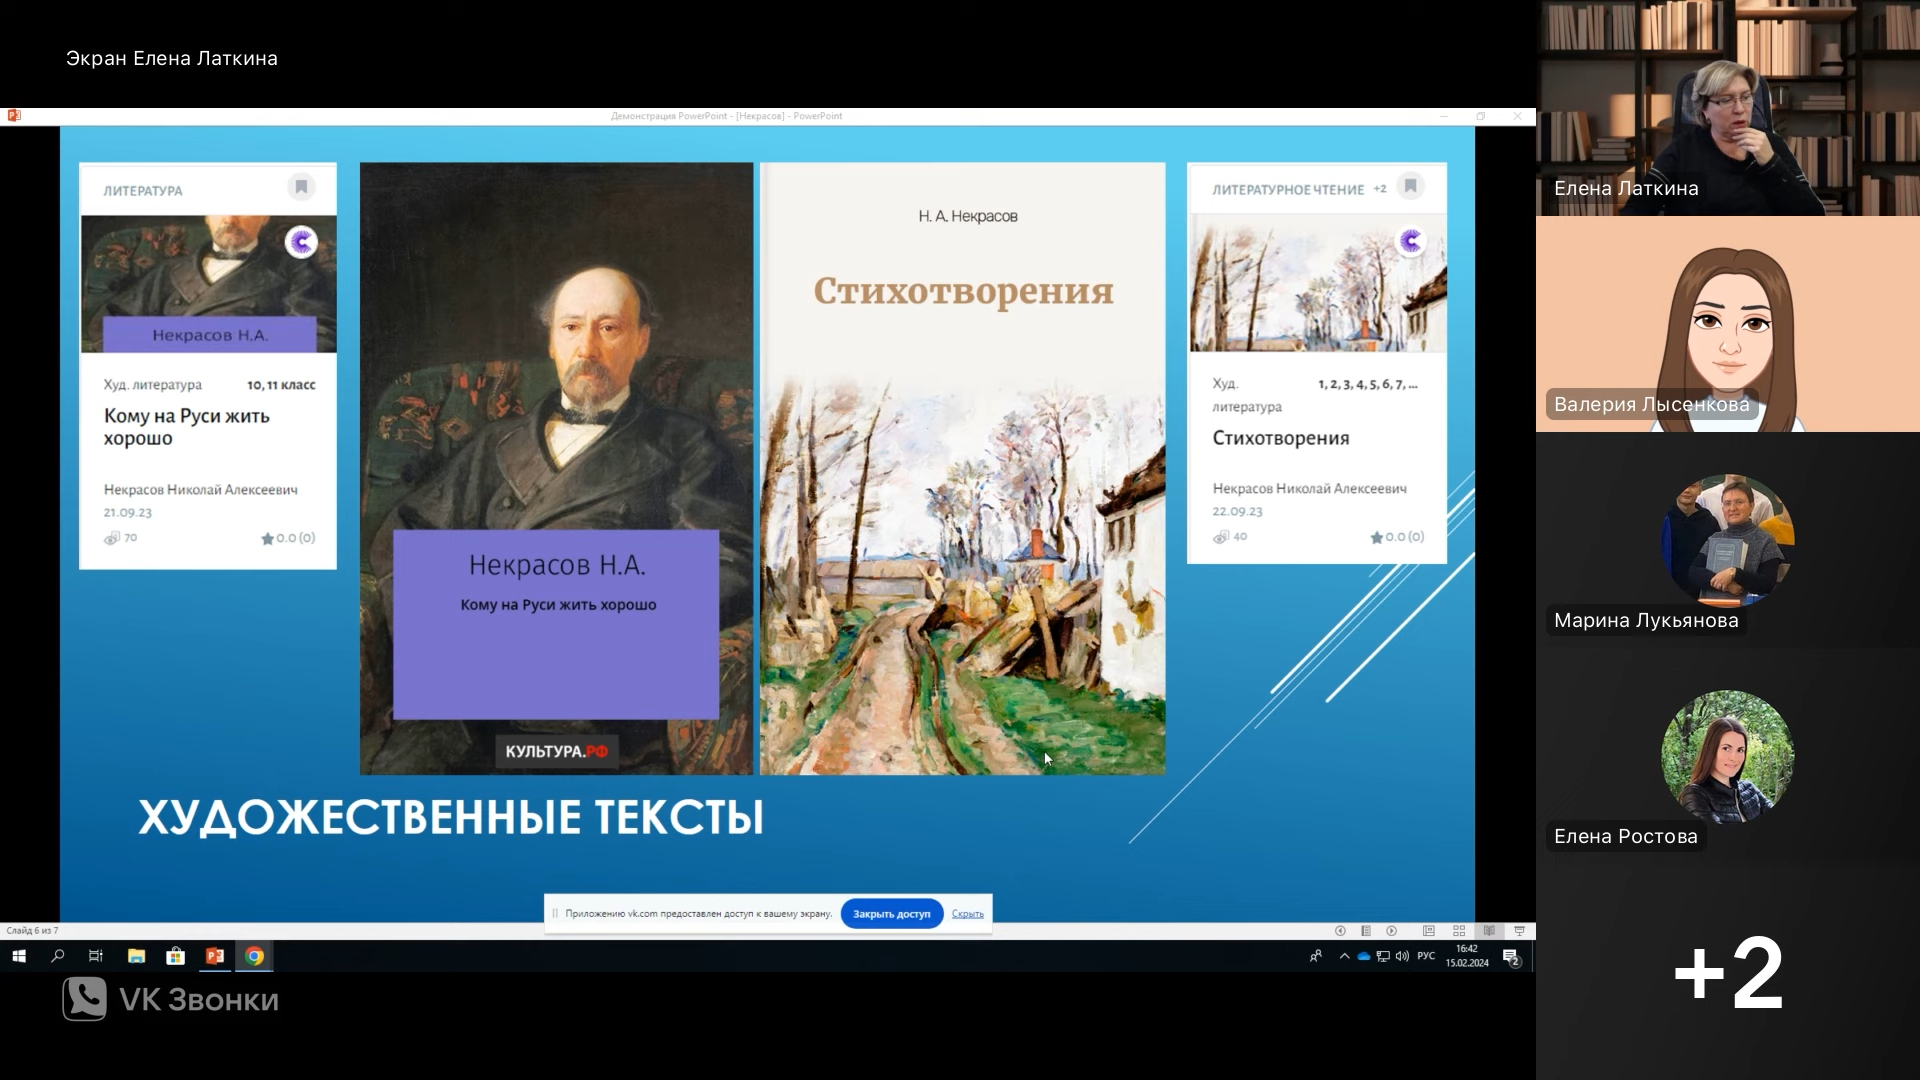 Экран Елена Латкина
Демонстрация PowerPoint - [Некрасов] - PowerPoint
ЛИТЕРАТУРА
Некрасов Н.А.
Худ. литература 10, 11 класс
Кому на Руси жить
хорошо
Некрасов Николай Алексеевич
21.09.23
70 0.0 (0)
Некрасов Н.А.
Кому на Руси жить хорошо
КУЛЬТУРА.РФ
Н. А. Некрасов
Стихотворения
ЛИТЕРАТУРНОЕ ЧТЕНИЕ +2
Худ. 1, 2, 3, 4, 5, 6, 7, ...
литература
Стихотворения
Некрасов Николай Алексеевич
22.09.23
40 0.0 (0)
ХУДОЖЕСТВЕННЫЕ ТЕКСТЫ
Приложению vk.com предоставлен доступ к вашему экрану. Закрыть доступ Скрыть
Слайд 6 из 7
РУС
16:42
15.02.2024
2
VK Звонки
Елена Латкина
Валерия Лысенкова
Марина Лукьянова
Елена Ростова
+2